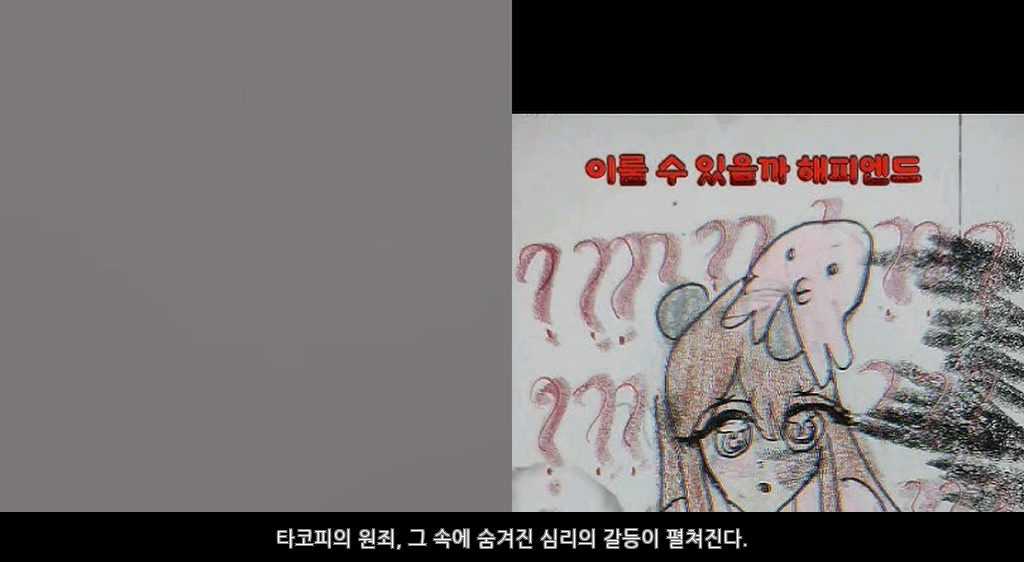 이룰 수 있을까 해피엔드
??? ??? ? ??
??? ??
?
타코피의 원죄, 그 속에 숨겨진 심리의 갈등이 펼쳐진다.